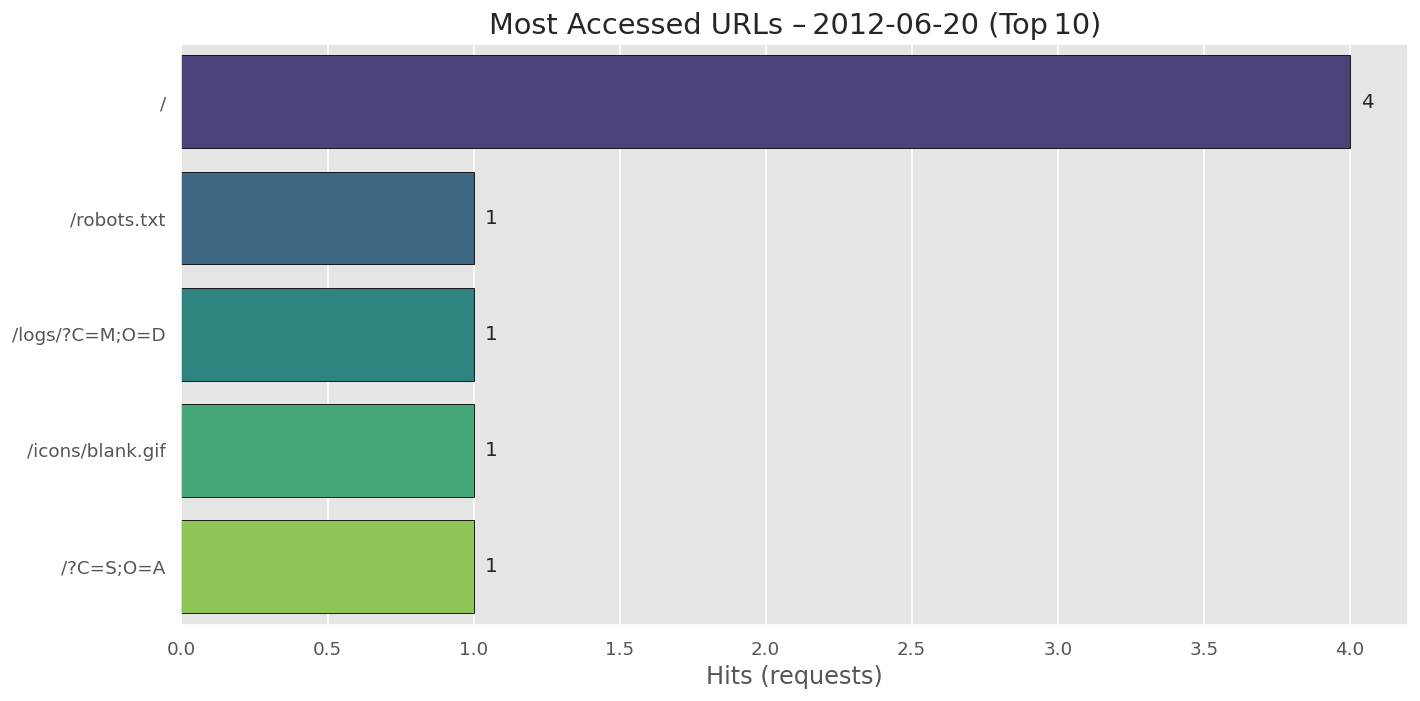 Most Accessed URLs – 2012-06-20 (Top 10)
/
4
/robots.txt
1
/logs/?C=M;O=D
1
/icons/blank.gif
1
/?C=S;O=A
1
0.0 0.5 1.0 1.5 2.0 2.5 3.0 3.5 4.0
Hits (requests)